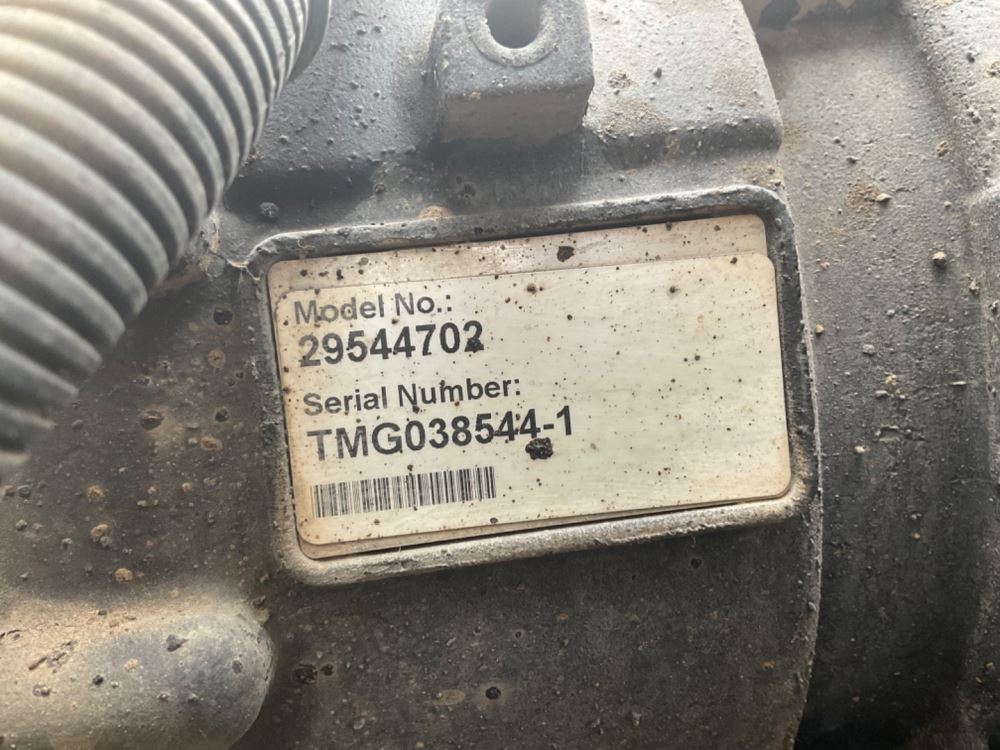 Model No.:
29544702
Serial Number:
TMG038544-1